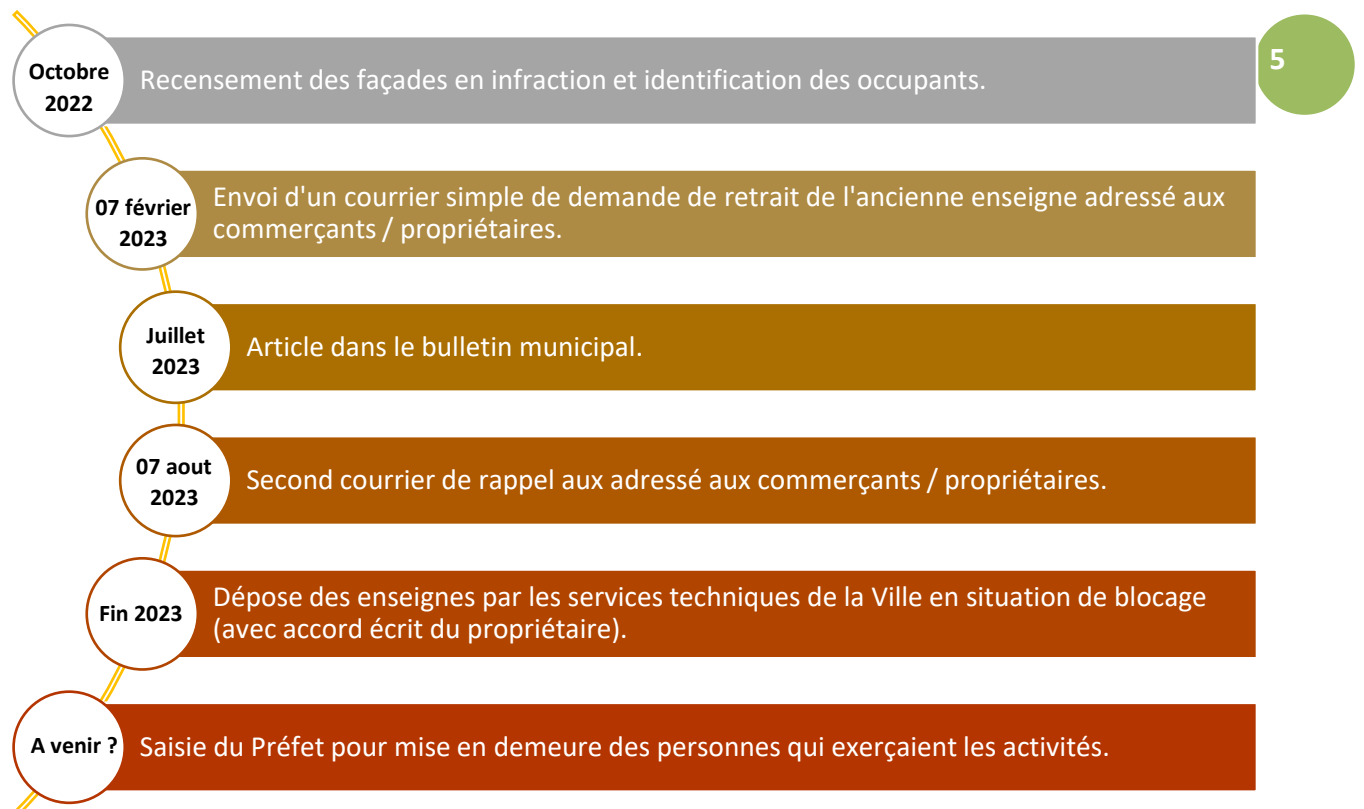 5
Octobre
2022
Recensement des façades en infraction et identification des occupants.
07 février
2023
Envoi d'un courrier simple de demande de retrait de l'ancienne enseigne adressé aux
commerçants / propriétaires.
Juillet
2023
Article dans le bulletin municipal.
07 aout
2023
Second courrier de rappel aux adressé aux commerçants / propriétaires.
Fin 2023
Dépose des enseignes par les services techniques de la Ville en situation de blocage
(avec accord écrit du propriétaire).
A venir ?
Saisie du Préfet pour mise en demeure des personnes qui exerçaient les activités.